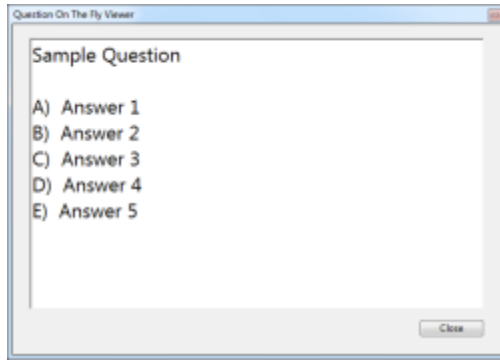 Question On The Fly Viewer
Sample Question
A) Answer 1
B) Answer 2
C) Answer 3
D) Answer 4
E) Answer 5
Close